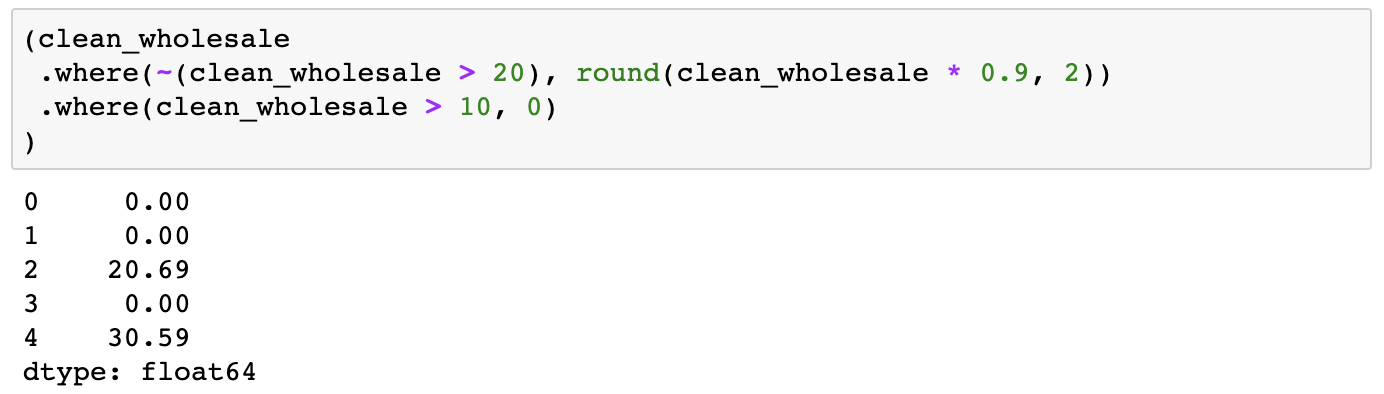 (clean_wholesale
 .where(~(clean_wholesale > 20), round(clean_wholesale * 0.9, 2))
 .where(clean_wholesale > 10, 0)
)
0     0.00
1     0.00
2    20.69
3     0.00
4    30.59
dtype: float64